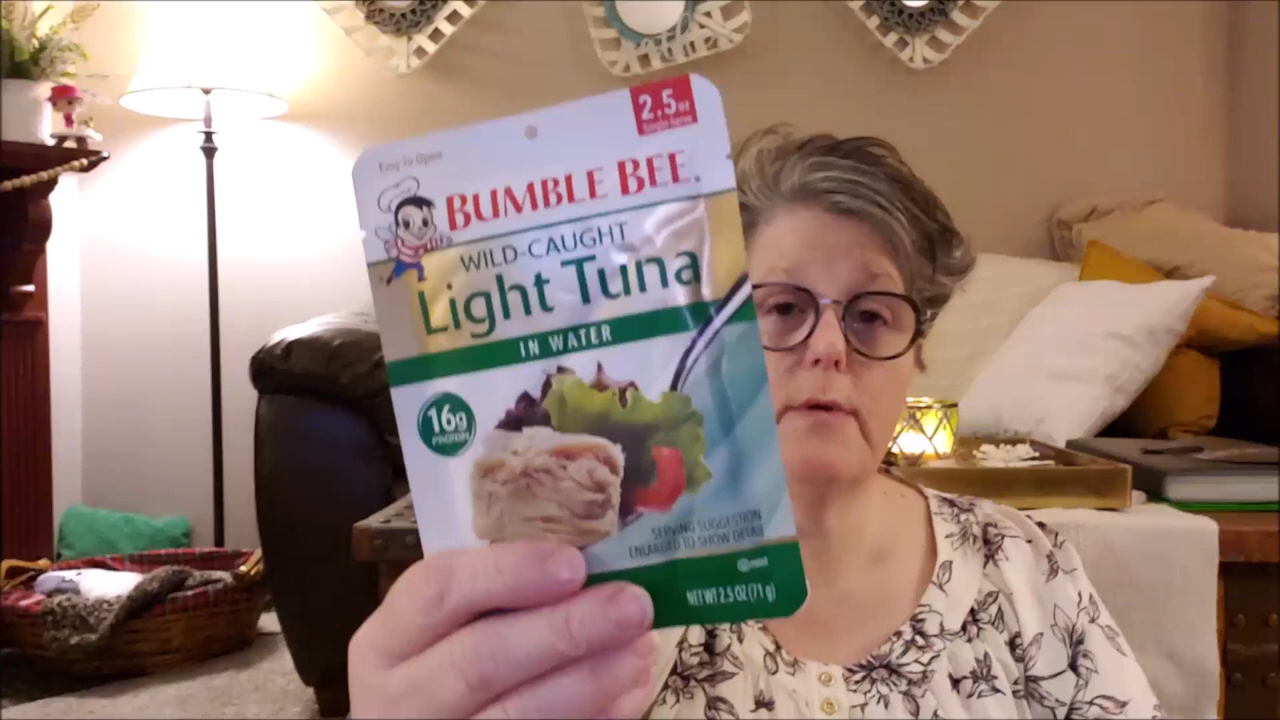 2.5 oz
Easy To Open
BUMBLE BEE®
WILD-CAUGHT
Light Tuna
IN WATER
16g
PROTEIN
SERVING SUGGESTION
ENLARGED TO SHOW DETAIL
NET WT 2.5 OZ (71 g)